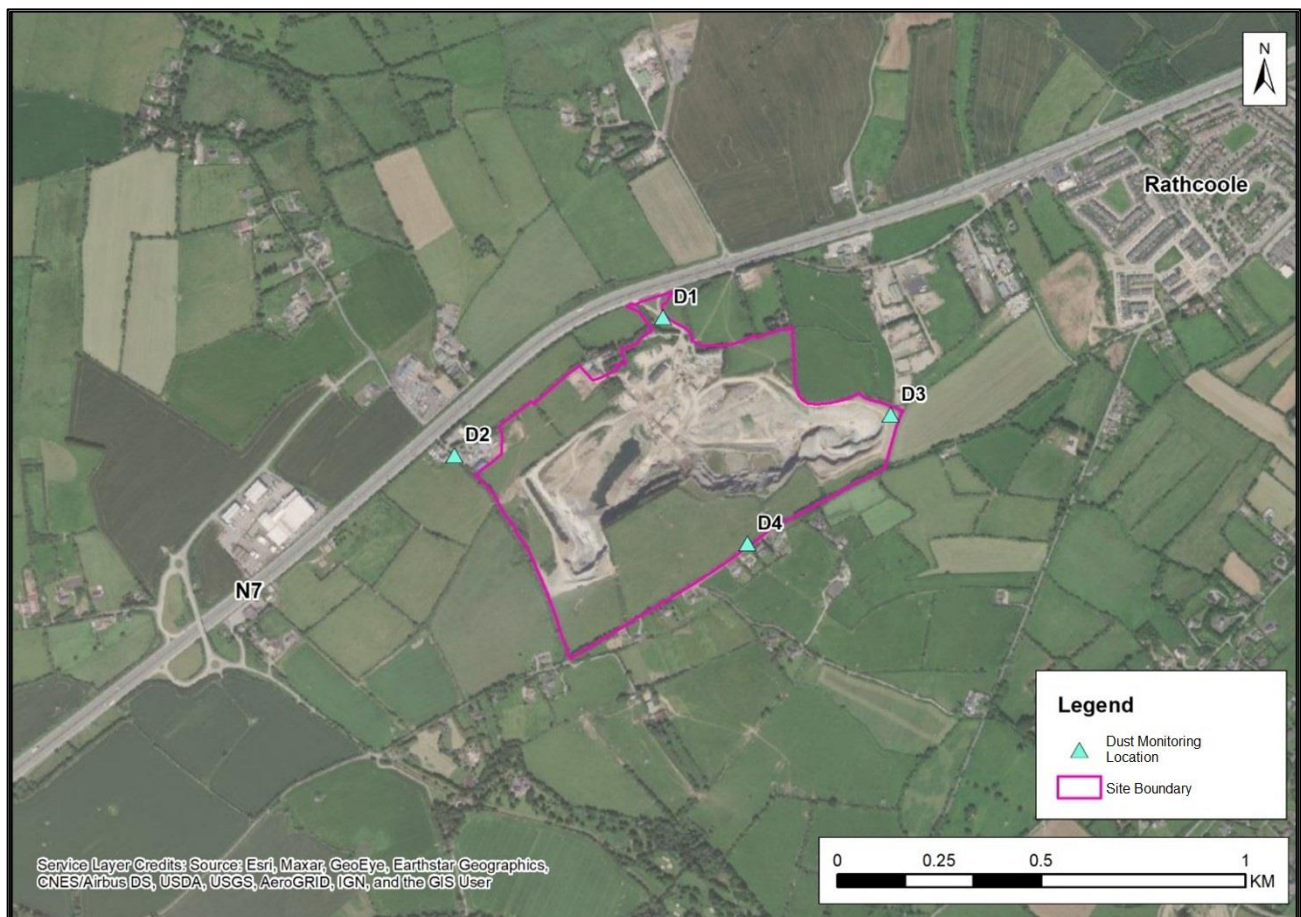 N
Rathcoole
D1
D3
D2
D4
N7
Legend
Dust Monitoring
Location
Site Boundary
Service Layer Credits: Source: Esri, Maxar, GeoEye, Earthstar Geographics,
CNES/Airbus DS, USDA, USGS, AeroGRID, IGN, and the GIS User
0 0.25 0.5 1
KM